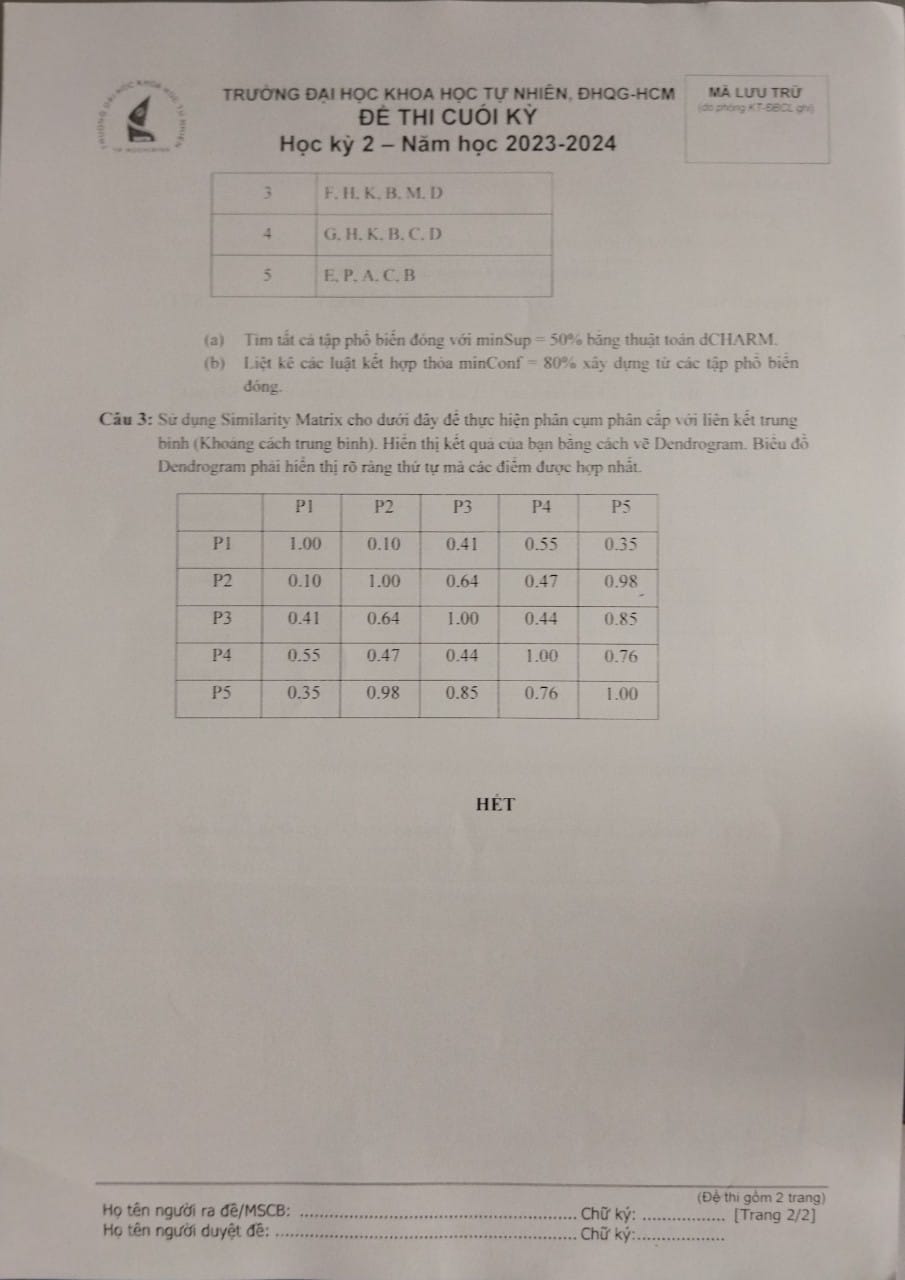 TRƯỜNG ĐẠI HỌC KHOA HỌC TỰ NHIÊN, ĐHQG-HCM
ĐỀ THI CUỐI KỲ
Học kỳ 2 – Năm học 2023-2024
MÃ LƯU TRỮ
(do phòng KT-ĐBCL ghi)
3 F, H, K, B, M, D
4 G, H, K, B, C, D
5 E, P, A, C, B
(a) Tìm tất cả tập phổ biến đóng với minSup = 50% bằng thuật toán dCHARM.
(b) Liệt kê các luật kết hợp thỏa minConf = 80% xây dựng từ các tập phổ biến
đóng.
Câu 3: Sử dụng Similarity Matrix cho dưới đây để thực hiện phân cụm phân cấp với liên kết trung
bình (Khoảng cách trung bình). Hiển thị kết quả của bạn bằng cách vẽ Dendrogram. Biểu đồ
Dendrogram phải hiển thị rõ ràng thứ tự mà các điểm được hợp nhất.
P1 P2 P3 P4 P5
P1 1.00 0.10 0.41 0.55 0.35
P2 0.10 1.00 0.64 0.47 0.98
P3 0.41 0.64 1.00 0.44 0.85
P4 0.55 0.47 0.44 1.00 0.76
P5 0.35 0.98 0.85 0.76 1.00
HẾT
(Đề thi gồm 2 trang)
Họ tên người ra đề/MSCB: ............................................... Chữ ký: ................ [Trang 2/2]
Họ tên người duyệt đề: .................................................... Chữ ký:.................